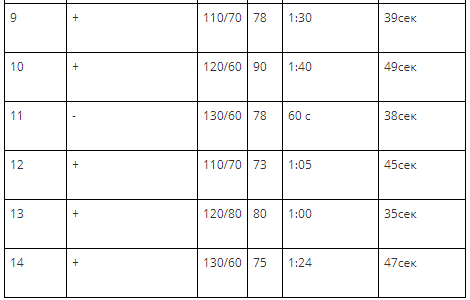 9 + 110/70 78 1:30 39сек
10 + 120/60 90 1:40 49сек
11 - 130/60 78 60 с 38сек
12 + 110/70 73 1:05 45сек
13 + 120/80 80 1:00 35сек
14 + 130/60 75 1:24 47сек